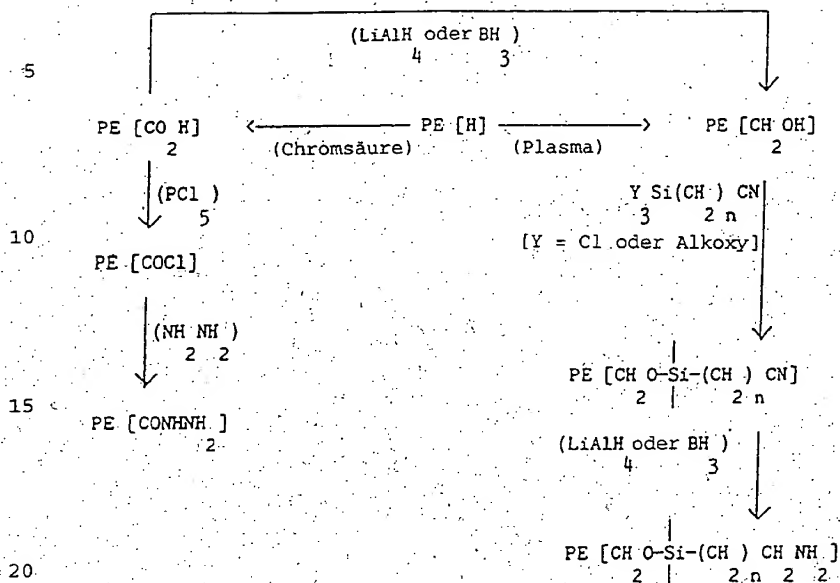 (LiAlH oder BH )
4 3
5
PE [CO H] <——— PE [H] ———> PE [CH OH]
2 (Chromsäure) (Plasma) 2
(PCl )
5
Y Si(CH ) CN
3 2 n
10
[Y = Cl oder Alkoxy]
PE [COCl]
(NH NH )
2 2
PE [CH O-Si-(CH ) CN]
2 2 n
15
PE [CONHNH ]
2
(LiAlH oder BH )
4 3
PE [CH O-Si-(CH ) CH NH ]
20 2 2 n 2 2